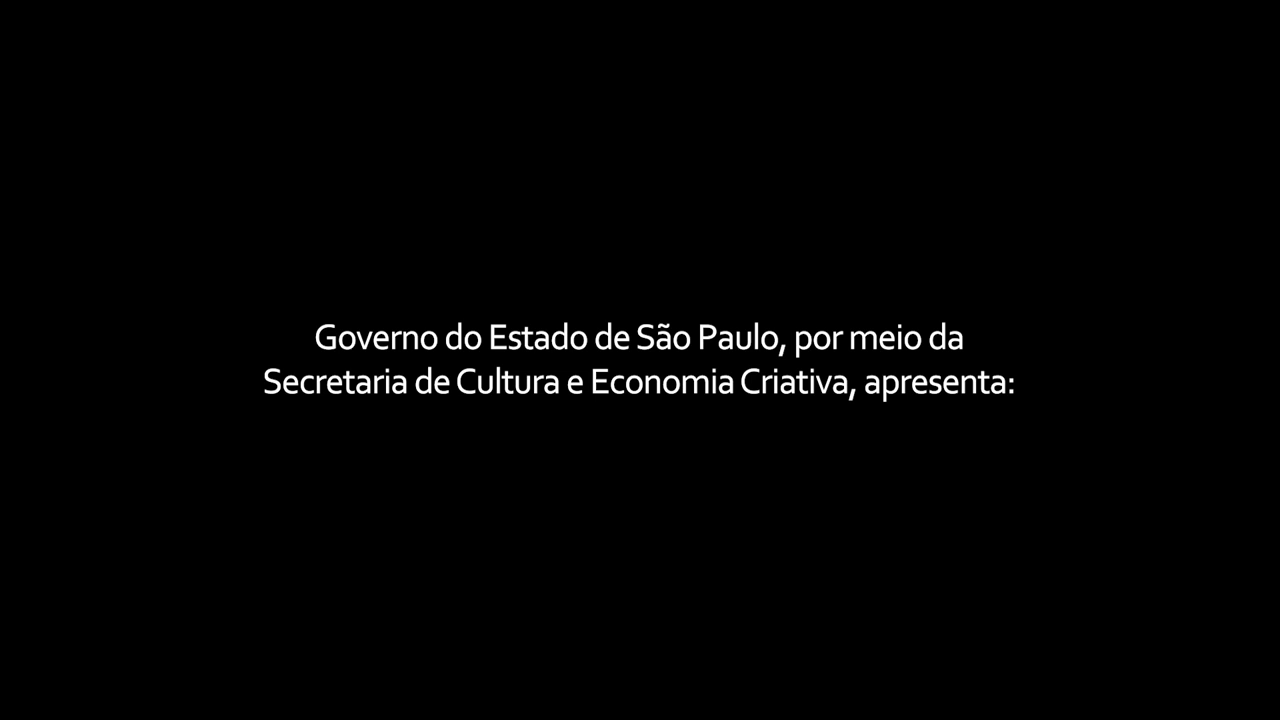 Governo do Estado de São Paulo, por meio da
Secretaria de Cultura e Economia Criativa, apresenta: